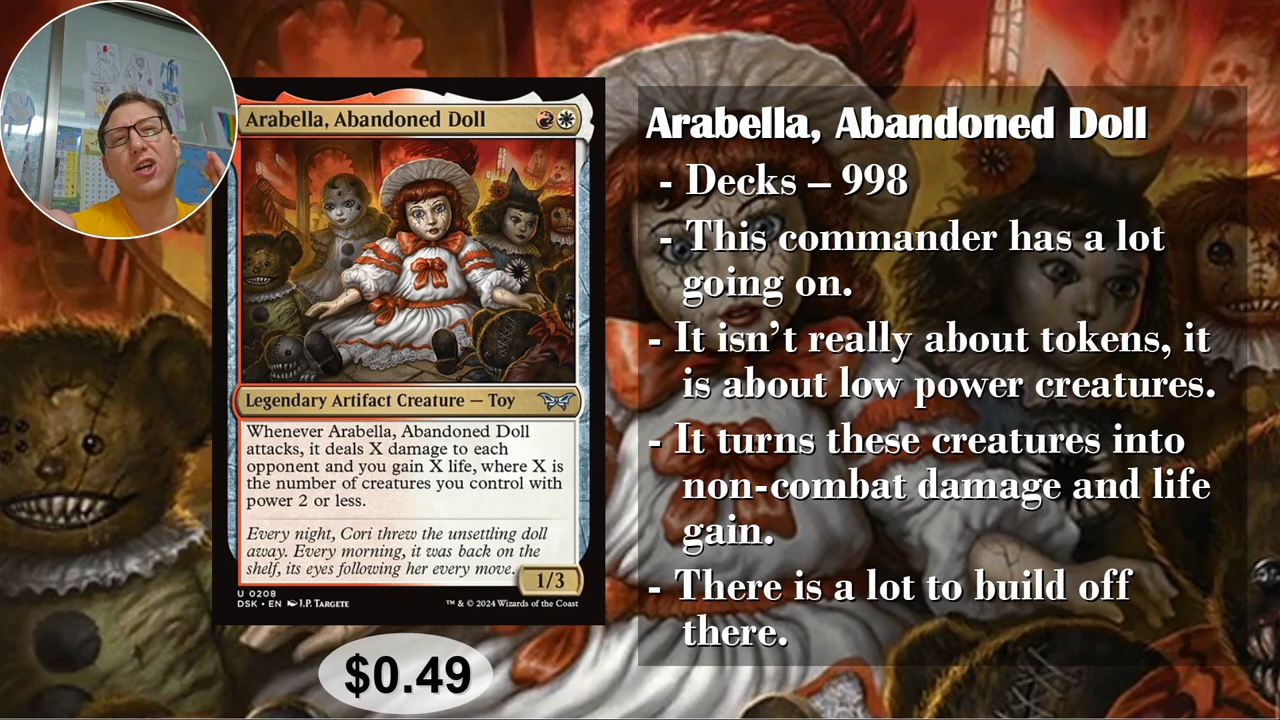 Arabella, Abandoned Doll
Legendary Artifact Creature — Toy
Whenever Arabella, Abandoned Doll
attacks, it deals X damage to each
opponent and you gain X life, where X is
the number of creatures you control with
power 2 or less.
Every night, Cori threw the unsettling doll
away. Every morning, it was back on the
shelf, its eyes following her every move.
1/3
U 0208
DSK • EN J.P. TARGETE
™ & © 2024 Wizards of the Coast
$0.49
Arabella, Abandoned Doll
- Decks – 998
- This commander has a lot
going on.
- It isn’t really about tokens, it
is about low power creatures.
- It turns these creatures into
non-combat damage and life
gain.
- There is a lot to build off
there.